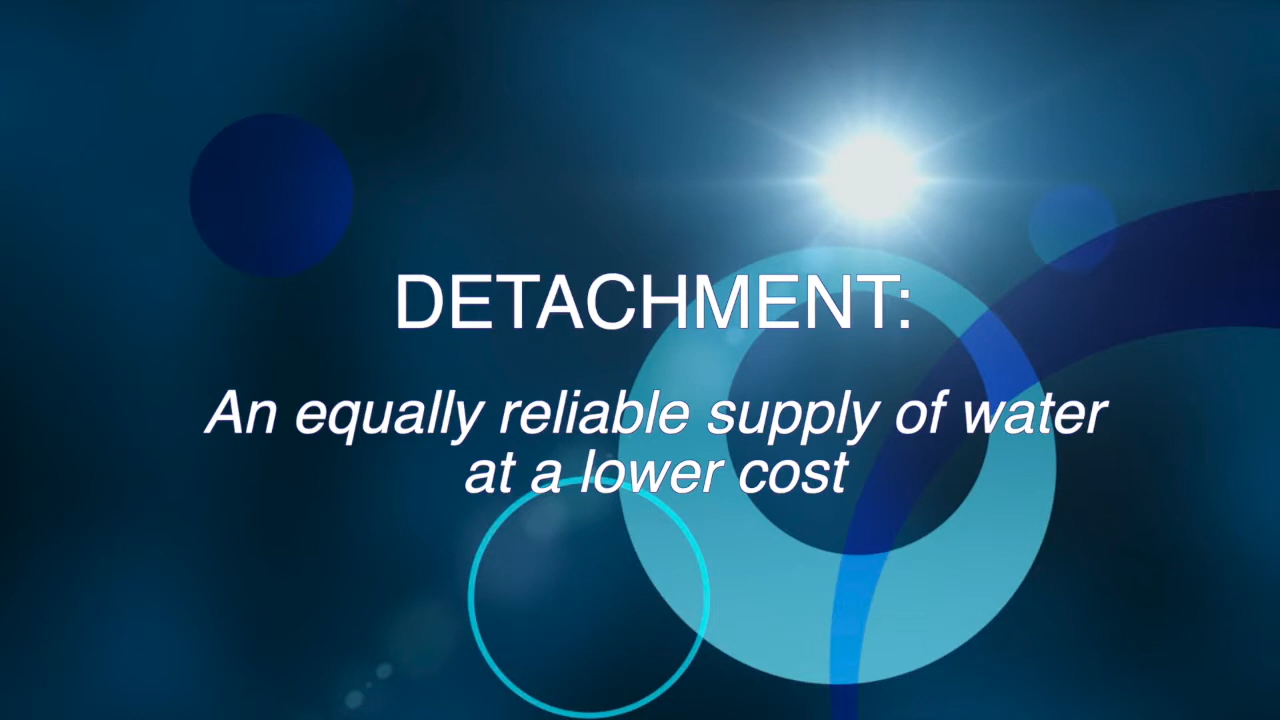 DETACHMENT:
An equally reliable supply of water
at a lower cost